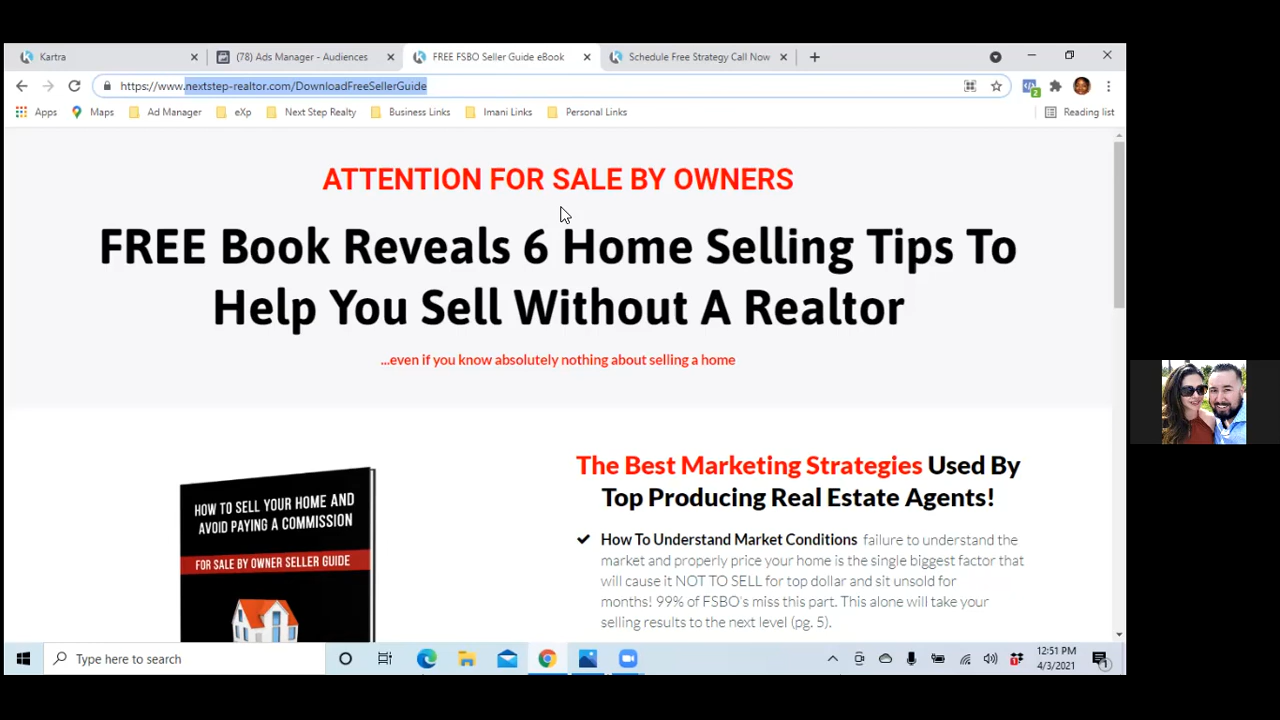 Kartra
(78) Ads Manager - Audiences
FREE FSBO Seller Guide eBook
Schedule Free Strategy Call Now
https://www.nextstep-realtor.com/DownloadFreeSellerGuide
2
Apps
Maps
Ad Manager
eXp
Next Step Realty
Business Links
Imani Links
Personal Links
Reading list
ATTENTION FOR SALE BY OWNERS
FREE Book Reveals 6 Home Selling Tips To
Help You Sell Without A Realtor
...even if you know absolutely nothing about selling a home
HOW TO SELL YOUR HOME AND
AVOID PAYING A COMMISSION
FOR SALE BY OWNER SELLER GUIDE
The Best Marketing Strategies Used By
Top Producing Real Estate Agents!
How To Understand Market Conditions failure to understand the
market and properly price your home is the single biggest factor that
will cause it NOT TO SELL for top dollar and sit unsold for
months! 99% of FSBO's miss this part. This alone will take your
selling results to the next level (pg. 5).
Type here to search
12:51 PM
4/3/2021
1